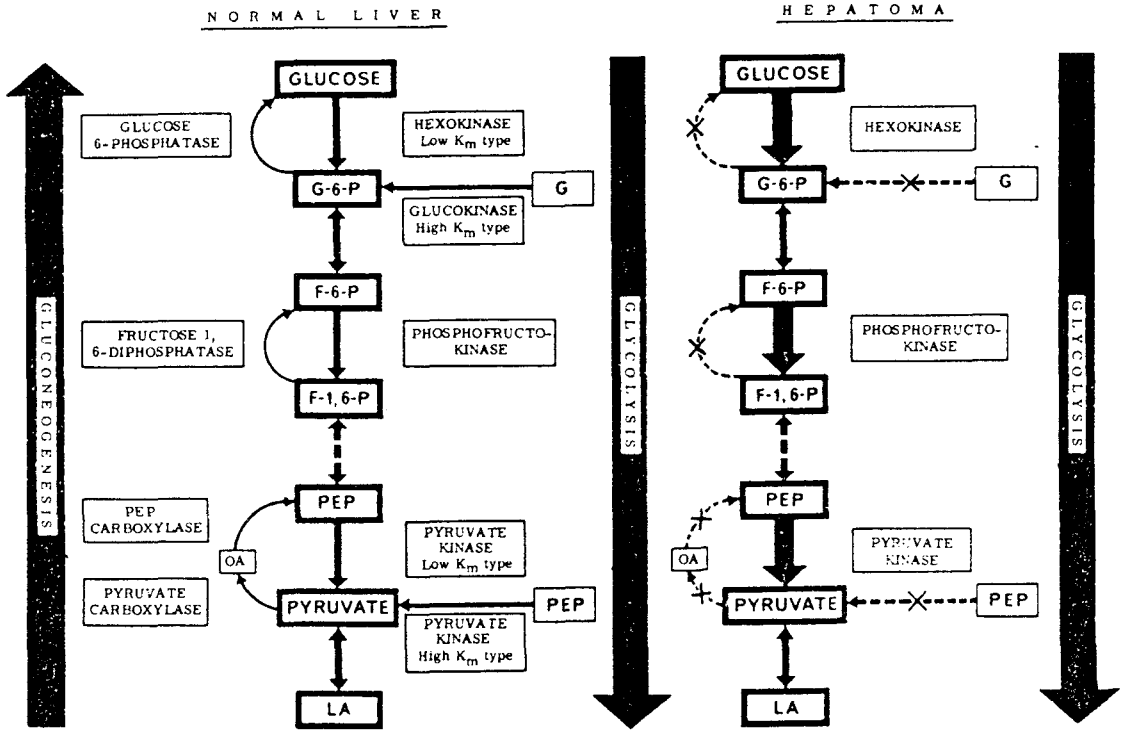 NORMAL LIVER
HEPATOMA
GLUCOSE
GLUCOSE
GLUCOSE
6-PHOSPHATASE
HEXOKINASE
Low Km type
HEXOKINASE
G-6-P
G
G-6-P
G
GLUCOKINASE
High Km type
F-6-P
F-6-P
GLUCONEOGENESIS
FRUCTOSE 1,
6-DIPHOSPHATASE
PHOSPHOFRUCTO-
KINASE
GLYCOLYSIS
PHOSPHOFRUCTO-
KINASE
GLYCOLYSIS
F-1,6-P
F-1,6-P
PEP
PEP
PEP
CARBOXYLASE
PYRUVATE
KINASE
Low Km type
PYRUVATE
KINASE
OA
OA
PYRUVATE
CARBOXYLASE
PYRUVATE
PEP
PYRUVATE
PEP
PYRUVATE
KINASE
High Km type
LA
LA